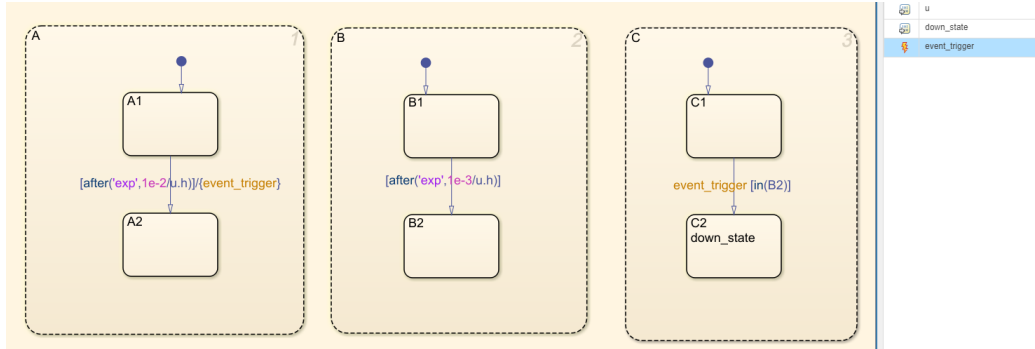 A
1
A1
[after('exp',1e-2/u.h)]/{event_trigger}
A2
B
2
B1
[after('exp',1e-3/u.h)]
B2
C
3
C1
event_trigger [in(B2)]
C2
down_state
u
down_state
event_trigger